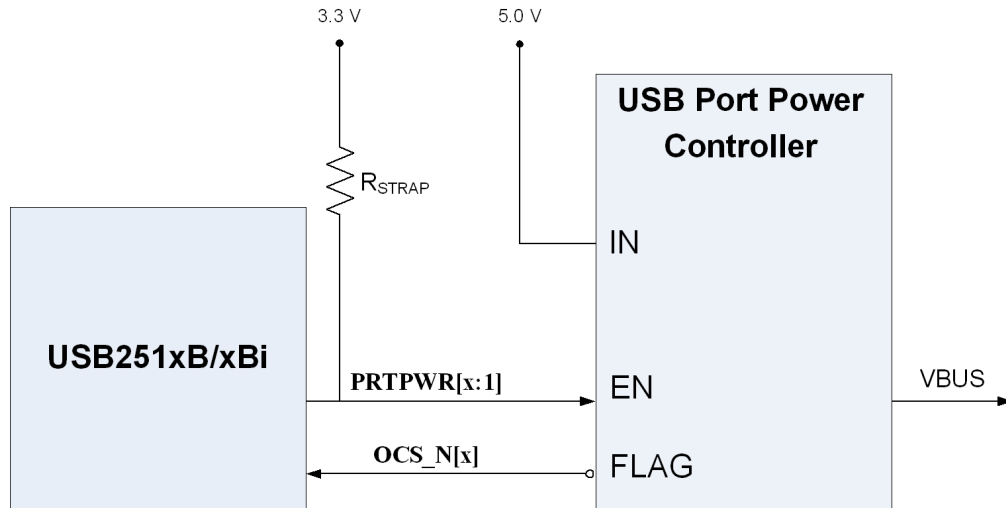 3.3 V
5.0 V
USB Port Power
Controller
RSTRAP
IN
USB251xB/xBi
PRTPWR[x:1]
EN
VBUS
OCS_N[x]
FLAG